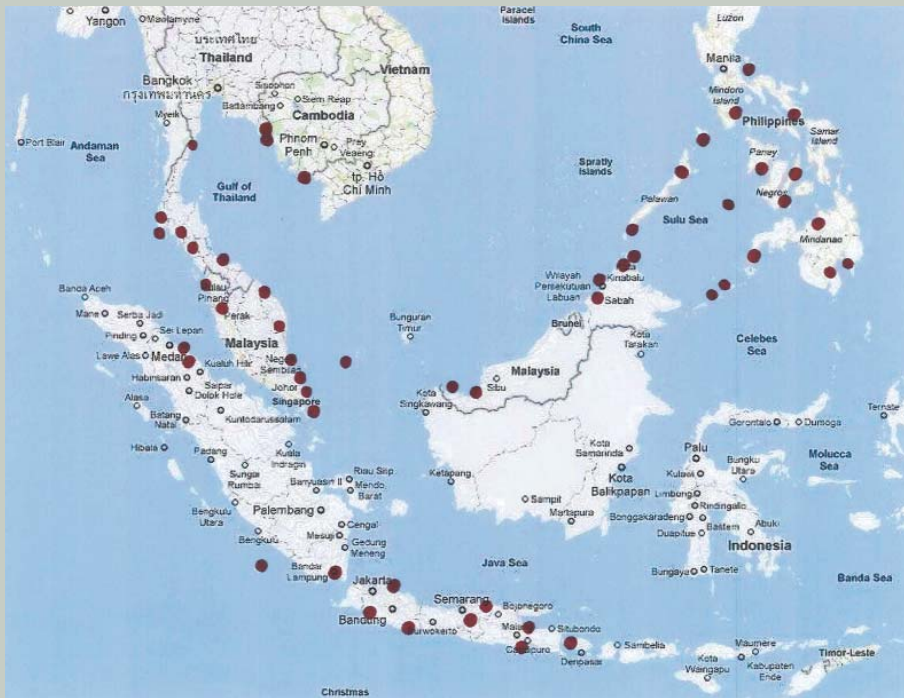 Paracel
Islands
Luzon
Yangon
Mawlamyine
ประเทศไทย
Thailand
South
China Sea
Manila
Vietnam
Bangkok
กรุงเทพมหานคร
Sisophon
Siem Reap
Battambang
Cambodia
Mindoro
Island
Philippines
Myeik
Phnom
Penh
Prey
Veaeng
Samar
Island
Port Blair
Andaman
Sea
tp. Hồ
Chí Minh
Panay
Spratly
Islands
Gulf of
Thailand
Palawan
Negros
Sulu Sea
Mindanao
Kota
Kinabalu
Wilayah
Persekutuan
Labuan
Sabah
Banda Aceh
Pulau
Pinang
Mane
Serba Jadi
Perak
Bunguran
Timur
Brunei
Pinding
Sei Lepan
Kota
Tarakan
Celebes
Sea
Lawe Alas
Medan
Malaysia
Kualuh Hilir
Negeri
Sembilan
Malaysia
Habinsaran
Saipar
Dolok Hole
Johor
Sibu
Kota
Singkawang
Alasa
Singapore
Kuntodarussalam
Batang
Natal
Ternate
Gorontalo
Dumoga
Hibala
Padang
Kuala
Indragiri
Kota
Samarinda
Palu
Bungku
Utara
Molucca
Sea
Sungai
Rumbai
Riau Silip
Mendo
Barat
Banyuasin II
Ketapang
Kota
Balikpapan
Kulawi
Limbong
Rindingallo
Bengkulu
Utara
Palembang
Sampit
Martapura
Bonggakaradeng
Bastem
Abuki
Cengal
Mesuji
Duapitue
Bengkulu
Gedung
Meneng
Indonesia
Bandar
Lampung
Java Sea
Bungaya
Tanete
Banda Sea
Jakarta
Semarang
Bojonegoro
Bandung
Purwokerto
Situbondo
Denpasar
Sambelia
Maumere
Kota
Waingapu
Kabupaten
Ende
Timor-Leste
Christmas